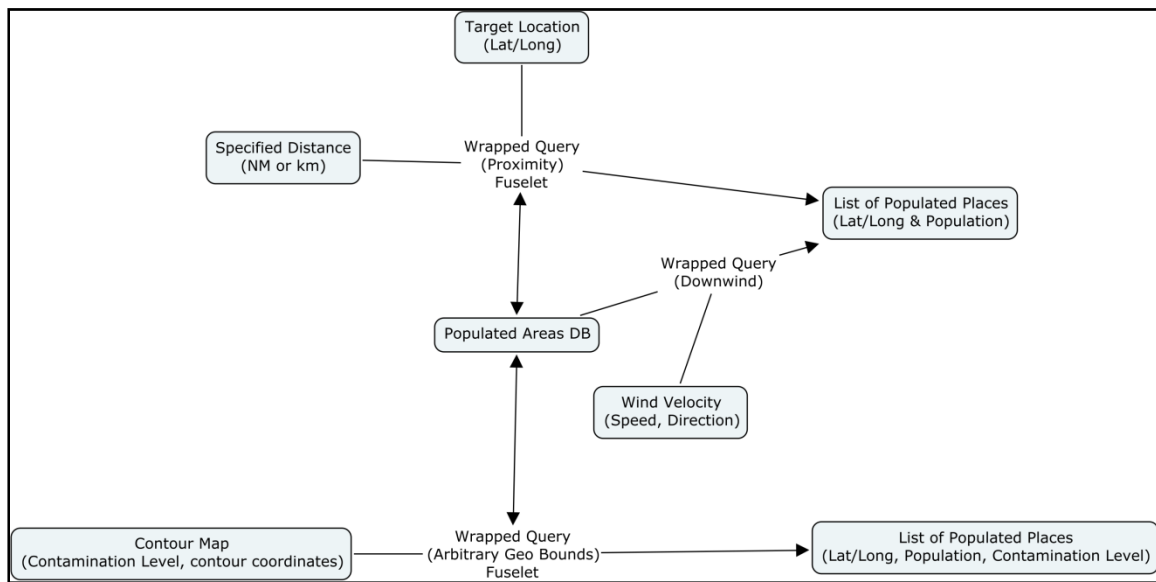 Target Location
(Lat/Long)
Specified Distance
(NM or km)
Wrapped Query
(Proximity)
Fuselet
List of Populated Places
(Lat/Long & Population)
Wrapped Query
(Downwind)
Populated Areas DB
Wind Velocity
(Speed, Direction)
Contour Map
(Contamination Level, contour coordinates)
Wrapped Query
(Arbitrary Geo Bounds)
Fuselet
List of Populated Places
(Lat/Long, Population, Contamination Level)